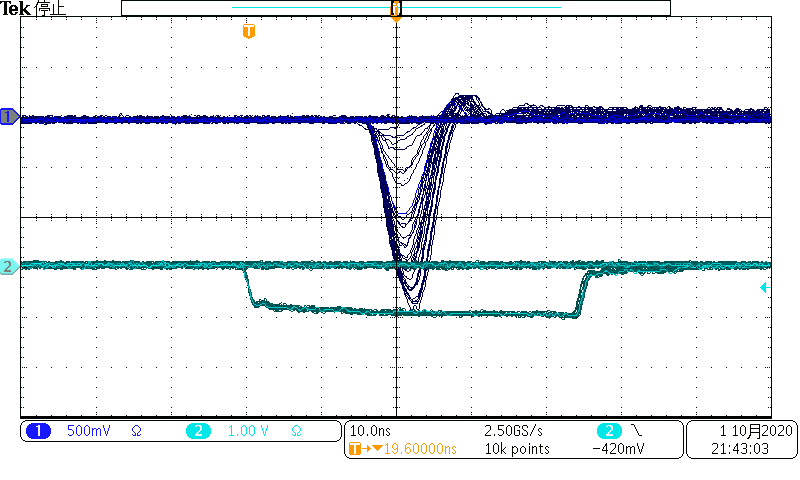 Tek 停止
T
1
2
1 500mV Ω 2 1.00 V Ω
10.0ns 2.50GS/s 2
T→▼19.60000ns 10k points −420mV
1 10月2020
21:43:03